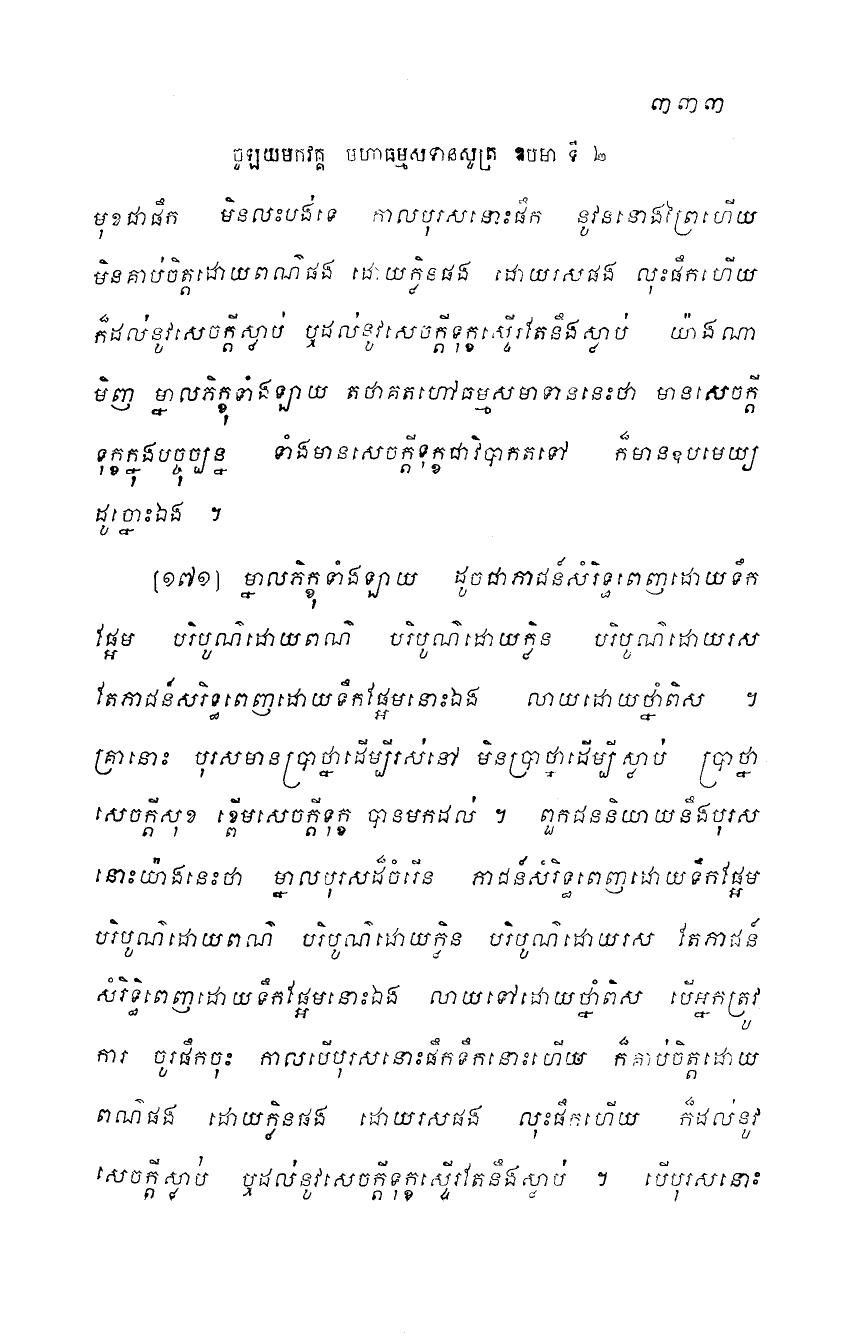 ៣៣៣
ចូឡយមកវគ្គ មហាធម្មសមាទានសូត្រ ឧបមា ទី ២
មុខជាផឹក មិនលះបង់ទេ កាលបុរសនោះផឹក នូវននោងព្រៃហើយ
មិនគាប់ចិត្តដោយពណ៌ផង ដោយក្លិនផង ដោយរសផង លុះផឹកហើយ
ក៏ដល់នូវសេចក្តីស្លាប់ ឬដល់នូវសេចក្តីទុក្ខស្ទើរតែនឹងស្លាប់ យ៉ាងណា
មិញ ម្នាលភិក្ខុទាំងឡាយ តថាគតហៅធម្មសមាទាននេះថា មានសេចក្តី
ទុក្ខក្នុងបច្ចុប្បន្ន ទាំងមានសេចក្តីទុក្ខជាវិបាកតទៅ ក៏មានឧបមេយ្យ
ដូច្នោះឯង ។
[១៧១] ម្នាលភិក្ខុទាំងឡាយ ដូចជាភាជន៍សំរិទ្ធពេញដោយទឹក
ផ្អែម បរិបូណ៌ដោយពណ៌ បរិបូណ៌ដោយក្លិន បរិបូណ៌ដោយរស
តែភាជន៍សំរិទ្ធពេញដោយទឹកផ្អែមនោះឯង លាយដោយថ្នាំពិស ។
គ្រានោះ បុរសមានប្រាថ្នាដើម្បីរស់នៅ មិនប្រាថ្នាដើម្បីស្លាប់ ប្រាថ្នា
សេចក្តីសុខ ខ្ពើមសេចក្តីទុក្ខ បានមកដល់ ។ ពួកជននិយាយនឹងបុរស
នោះយ៉ាងនេះថា ម្នាលបុរសដ៏ចំរើន ភាជន៍សំរិទ្ធពេញដោយទឹកផ្អែម
បរិបូណ៌ដោយពណ៌ បរិបូណ៌ដោយក្លិន បរិបូណ៌ដោយរស តែភាជន៍
សំរិទ្ធិពេញដោយទឹកផ្អែមនោះឯង លាយទៅដោយថ្នាំពិស បើអ្នកត្រូវ
ការ ចូរផឹកចុះ កាលបើបុរសនោះផឹកទឹកនោះហើយ ក៏គាប់ចិត្តដោយ
ពណ៌ផង ដោយក្លិនផង ដោយរសផង លុះផឹកហើយ ក៏ដល់នូវ
សេចក្តីស្លាប់ ឬដល់នូវសេចក្តីទុក្ខស្ទើរតែនឹងស្លាប់ ។ បើបុរសនោះ